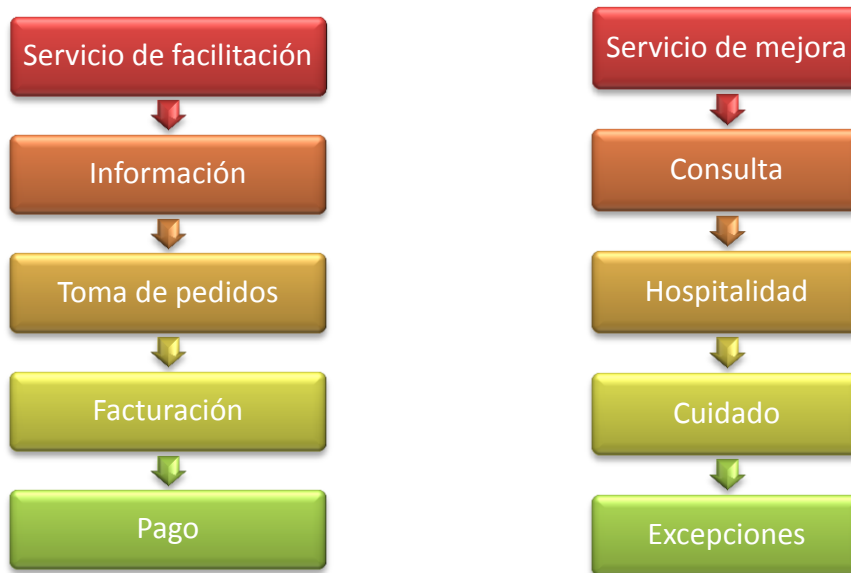 Servicio de facilitación
Información
Toma de pedidos
Facturación
Pago
Servicio de mejora
Consulta
Hospitalidad
Cuidado
Excepciones